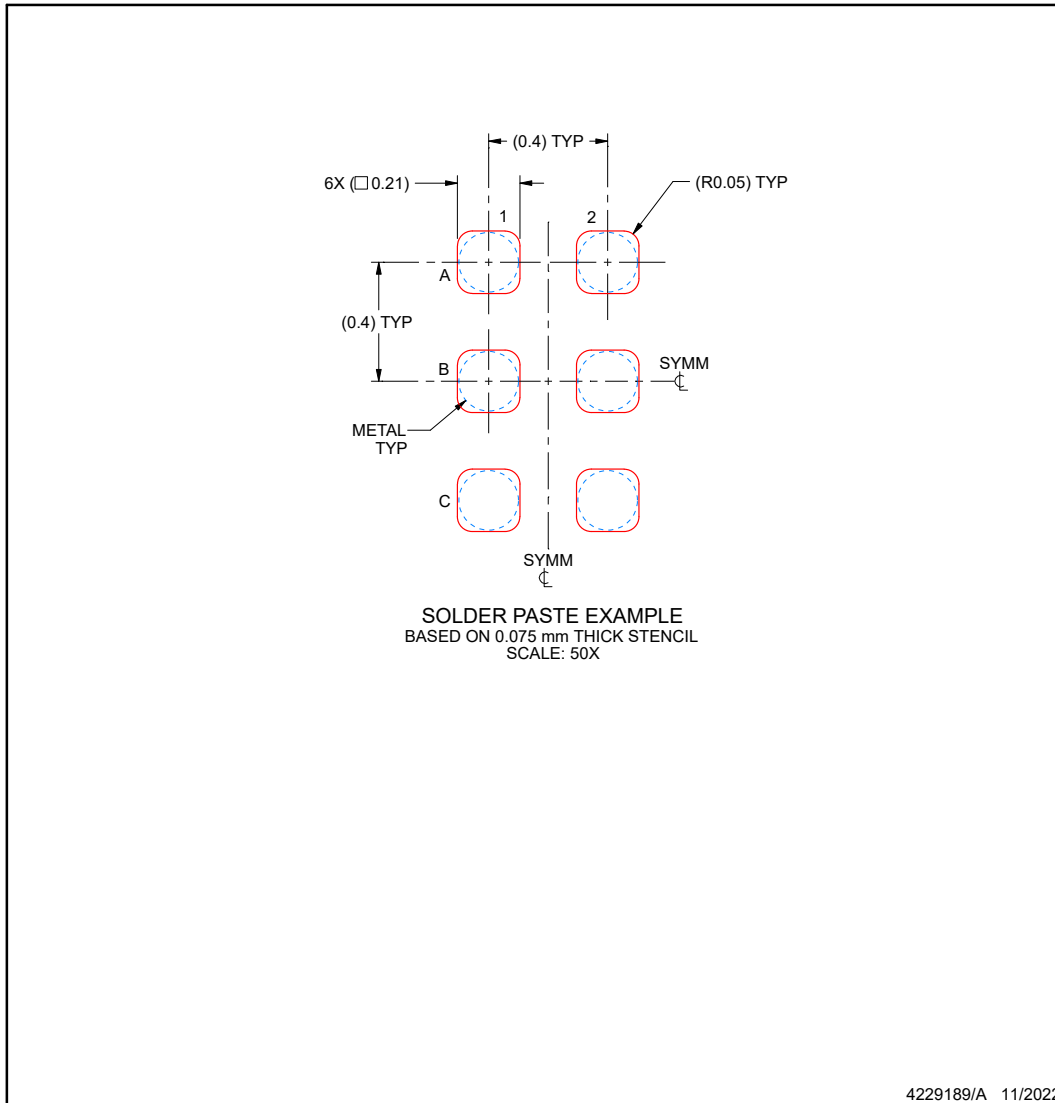 (0.4) TYP
6X (□ 0.21)
(R0.05) TYP
1
2
A
(0.4) TYP
B
SYMM
℄
METAL
TYP
C
SYMM
℄
SOLDER PASTE EXAMPLE
BASED ON 0.075 mm THICK STENCIL
SCALE: 50X
4229189/A 11/2022